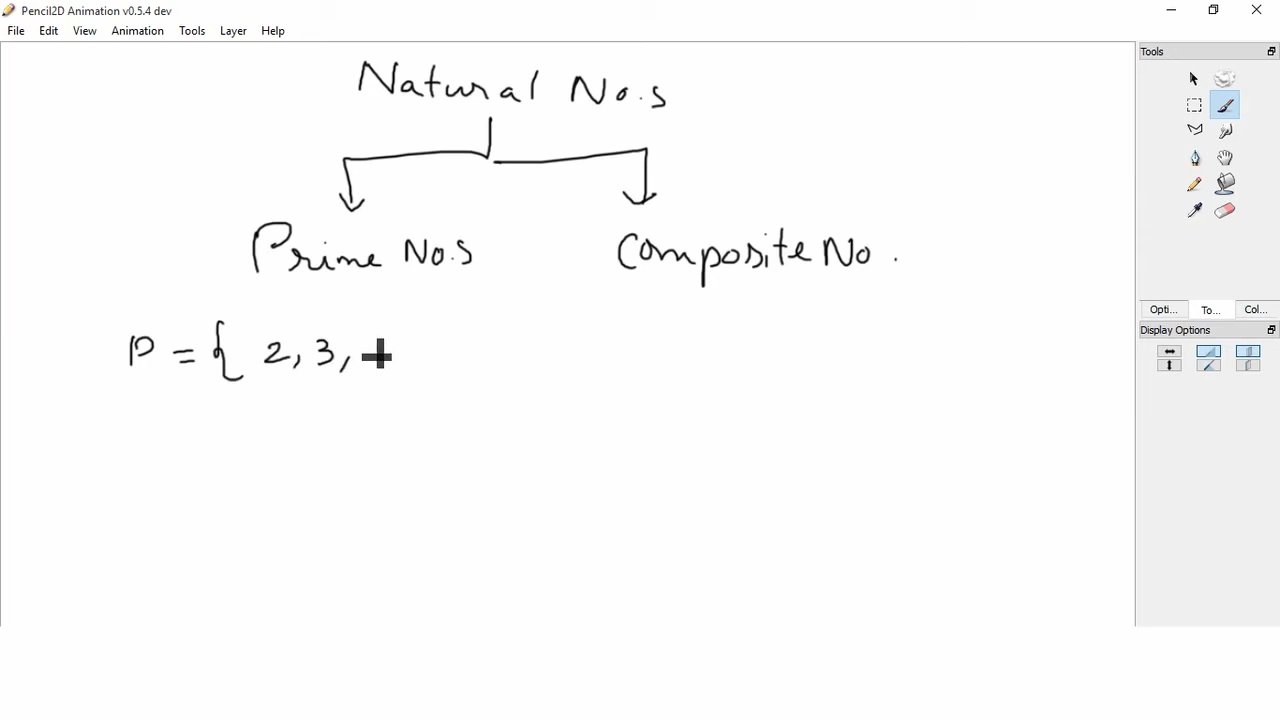 Pencil2D Animation v0.5.4 dev
File Edit View Animation Tools Layer Help
Tools
Natural No.s
Prime No.s Composite No.
Opti... To... Col...
Display Options
P = { 2, 3,